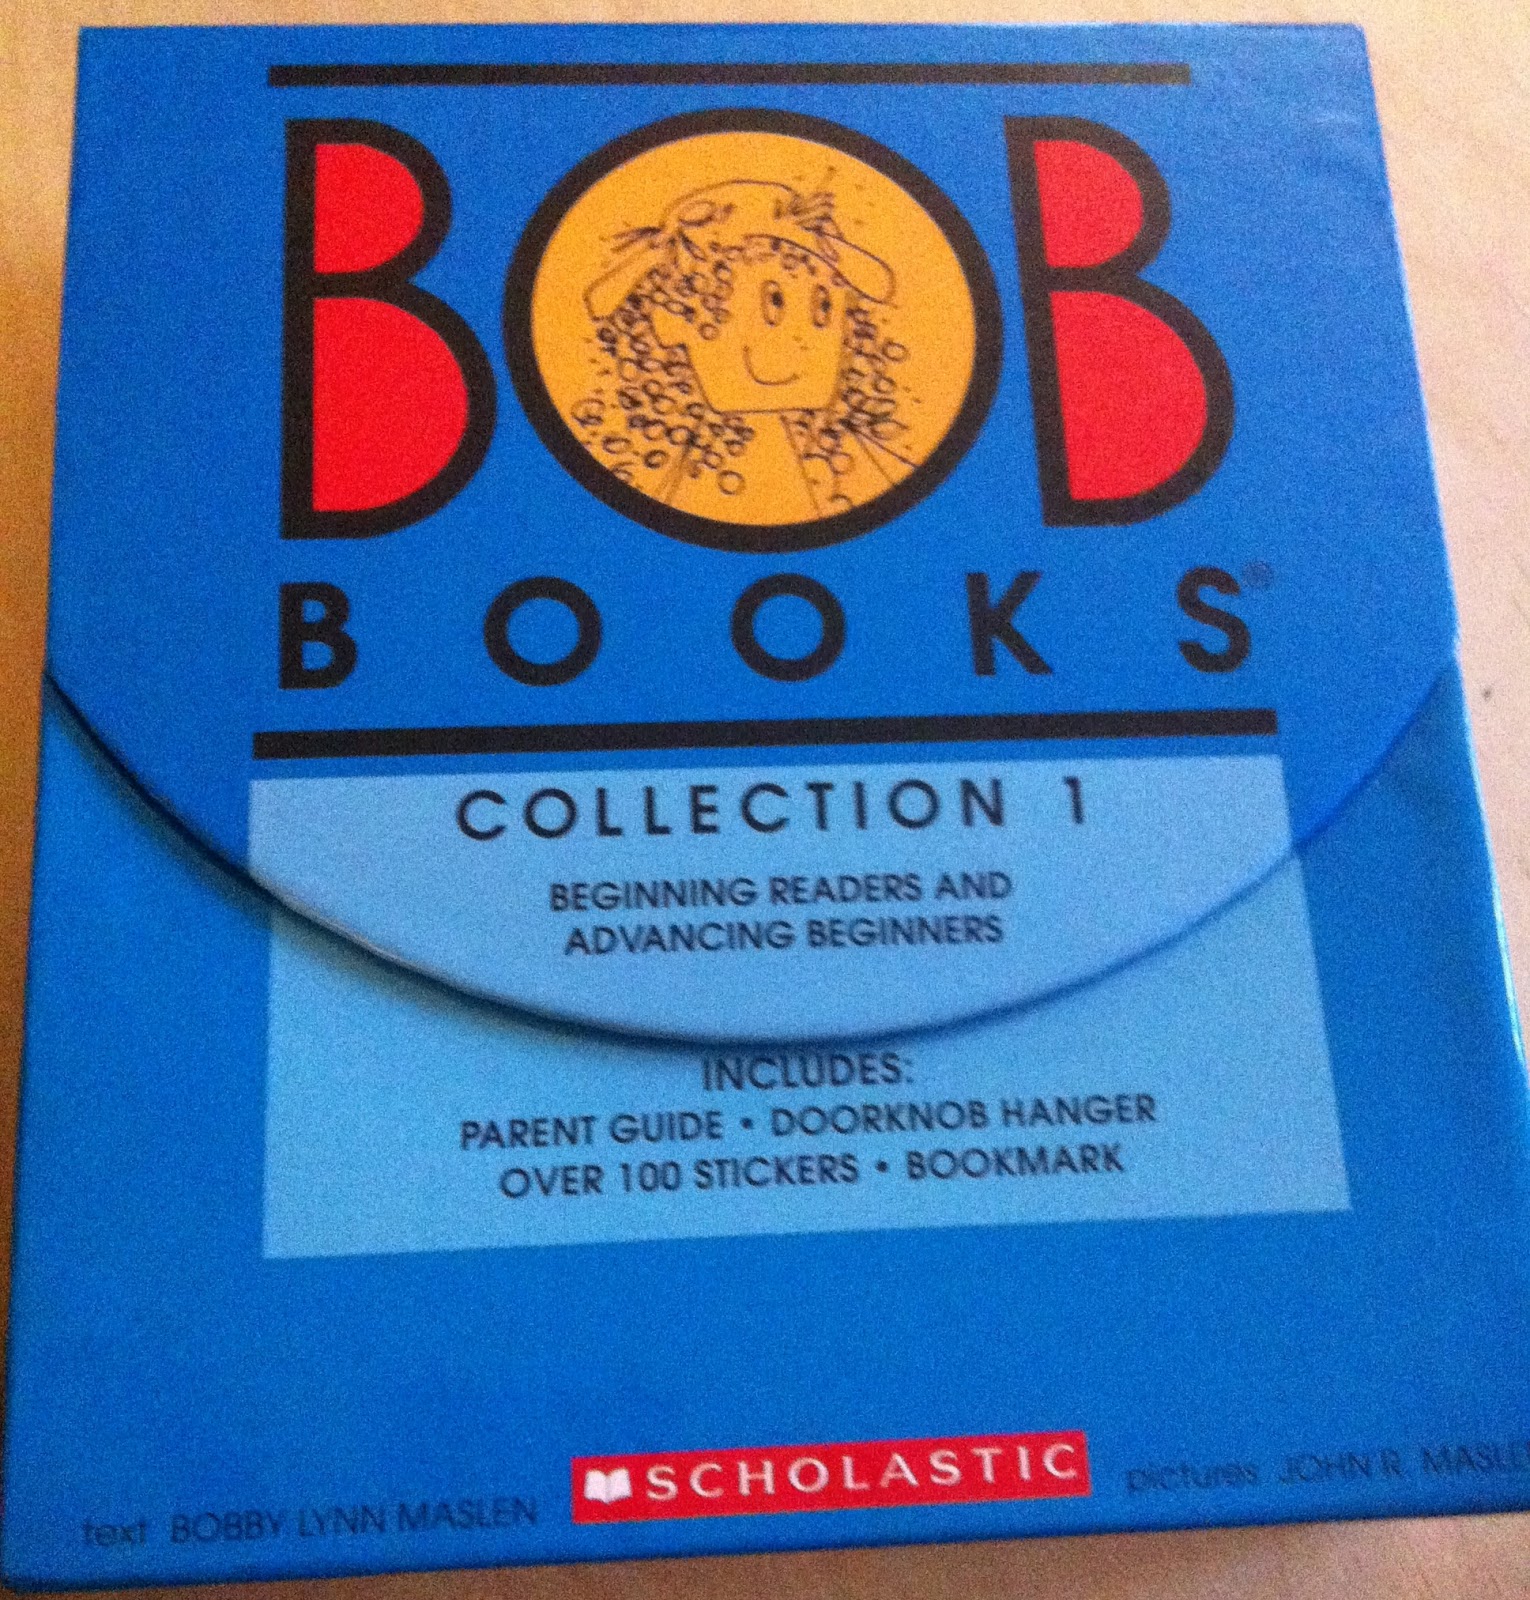 BOB
BOOKS®
COLLECTION 1
BEGINNING READERS AND
ADVANCING BEGINNERS
INCLUDES:
PARENT GUIDE • DOORKNOB HANGER
OVER 100 STICKERS • BOOKMARK
text BOBBY LYNN MASLEN
SCHOLASTIC
pictures JOHN R. MASLE